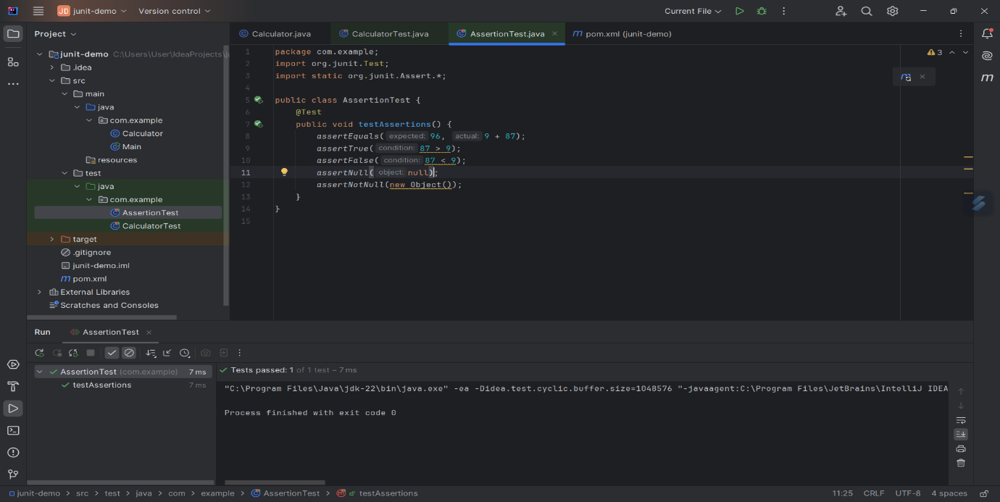 JD junit-demo Version control Current File
Project
Calculator.java CalculatorTest.java AssertionTest.java pom.xml (junit-demo)
junit-demo C:\Users\User\IdeaProjects\ju
.idea
src
main
java
com.example
Calculator
Main
resources
test
java
com.example
AssertionTest
CalculatorTest
target
.gitignore
junit-demo.iml
pom.xml
External Libraries
Scratches and Consoles
1 package com.example;
2 import org.junit.Test;
3 import static org.junit.Assert.*;
4
5 public class AssertionTest {
6 @Test
7 public void testAssertions() {
8 assertEquals( expected: 96, actual: 9 + 87);
9 assertTrue( condition: 87 > 9);
10 assertFalse( condition: 87 < 9);
11 assertNull( object: null);
12 assertNotNull(new Object());
13 }
14 }
15
3
m
m
Run AssertionTest
AssertionTest (com.example) 7 ms
testAssertions 7 ms
Tests passed: 1 of 1 test – 7 ms
"C:\Program Files\Java\jdk-22\bin\java.exe" -ea -Didea.test.cyclic.buffer.size=1048576 "-javaagent:C:\Program Files\JetBrains\IntelliJ IDEA
Process finished with exit code 0
junit-demo > src > test > java > com > example > AssertionTest > testAssertions 11:25 CRLF UTF-8 4 spaces